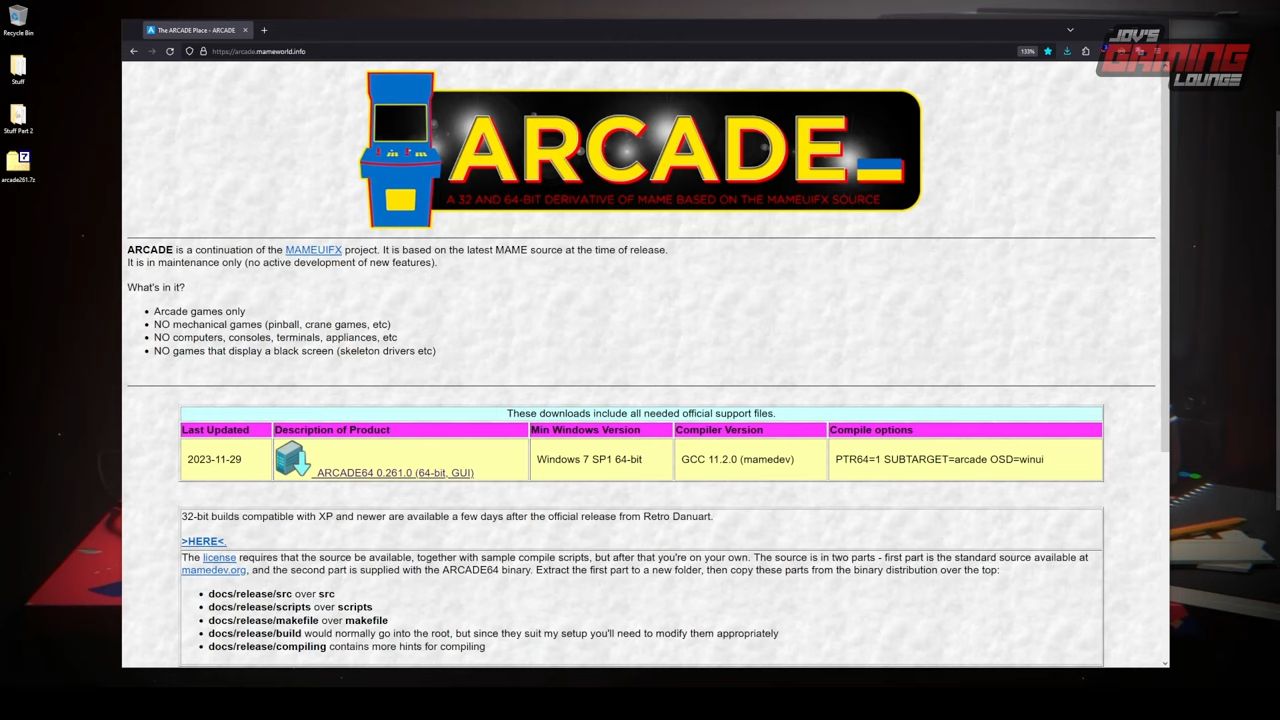 Recycle Bin
Stuff
Stuff Part 2
arcade261.7z
The ARCADE Place - ARCADE
https://arcade.mameworld.info
133%
JOV'S
GAMING
LOUNGE
ARCADE
A 32 AND 64-BIT DERIVATIVE OF MAME BASED ON THE MAMEUIFX SOURCE
ARCADE is a continuation of the MAMEUIFX project. It is based on the latest MAME source at the time of release.
It is in maintenance only (no active development of new features).
What's in it?
• Arcade games only
• NO mechanical games (pinball, crane games, etc)
• NO computers, consoles, terminals, appliances, etc
• NO games that display a black screen (skeleton drivers etc)
These downloads include all needed official support files.
Last Updated Description of Product Min Windows Version Compiler Version Compile options
2023-11-29 ARCADE64 0.261.0 (64-bit, GUI) Windows 7 SP1 64-bit GCC 11.2.0 (mamedev) PTR64=1 SUBTARGET=arcade OSD=winui
32-bit builds compatible with XP and newer are available a few days after the official release from Retro Danuart.
>HERE<.
The license requires that the source be available, together with sample compile scripts, but after that you're on your own. The source is in two parts - first part is the standard source available at
mamedev.org, and the second part is supplied with the ARCADE64 binary. Extract the first part to a new folder, then copy these parts from the binary distribution over the top:
• docs/release/src over src
• docs/release/scripts over scripts
• docs/release/makefile over makefile
• docs/release/build would normally go into the root, but since they suit my setup you'll need to modify them appropriately
• docs/release/compiling contains more hints for compiling